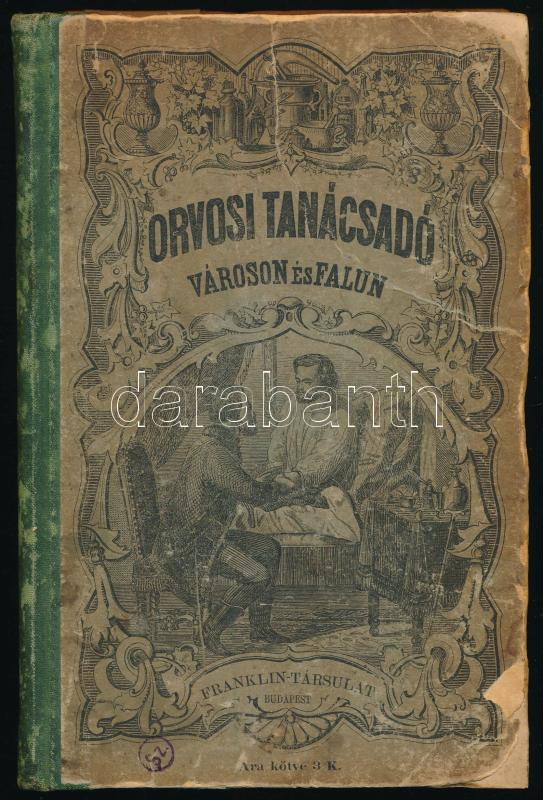 ORVOSI TANÁCSADÓ
VÁROSON ÉS FALUN
darabanth
FRANKLIN-TÁRSULAT
BUDAPEST
Ára kötve 3 K.